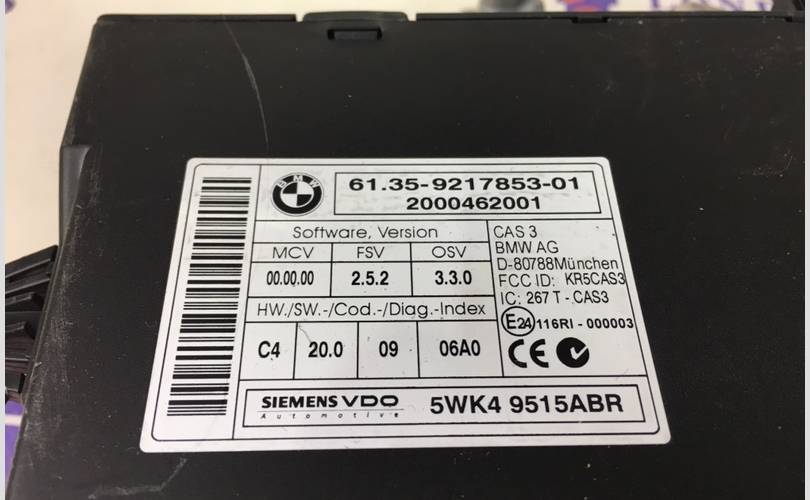 BMW
61.35-9217853-01
2000462001
Software, Version
MCV FSV OSV
00.00.00 2.5.2 3.3.0
HW./SW.-/Cod.-/Diag.-Index
C4 20.0 09 06A0
CAS 3
BMW AG
D-80788München
FCC ID: KR5CAS3
IC: 267 T - CAS3
E24 116RI - 000003
CE
SIEMENS VDO
Automotive
5WK4 9515ABR